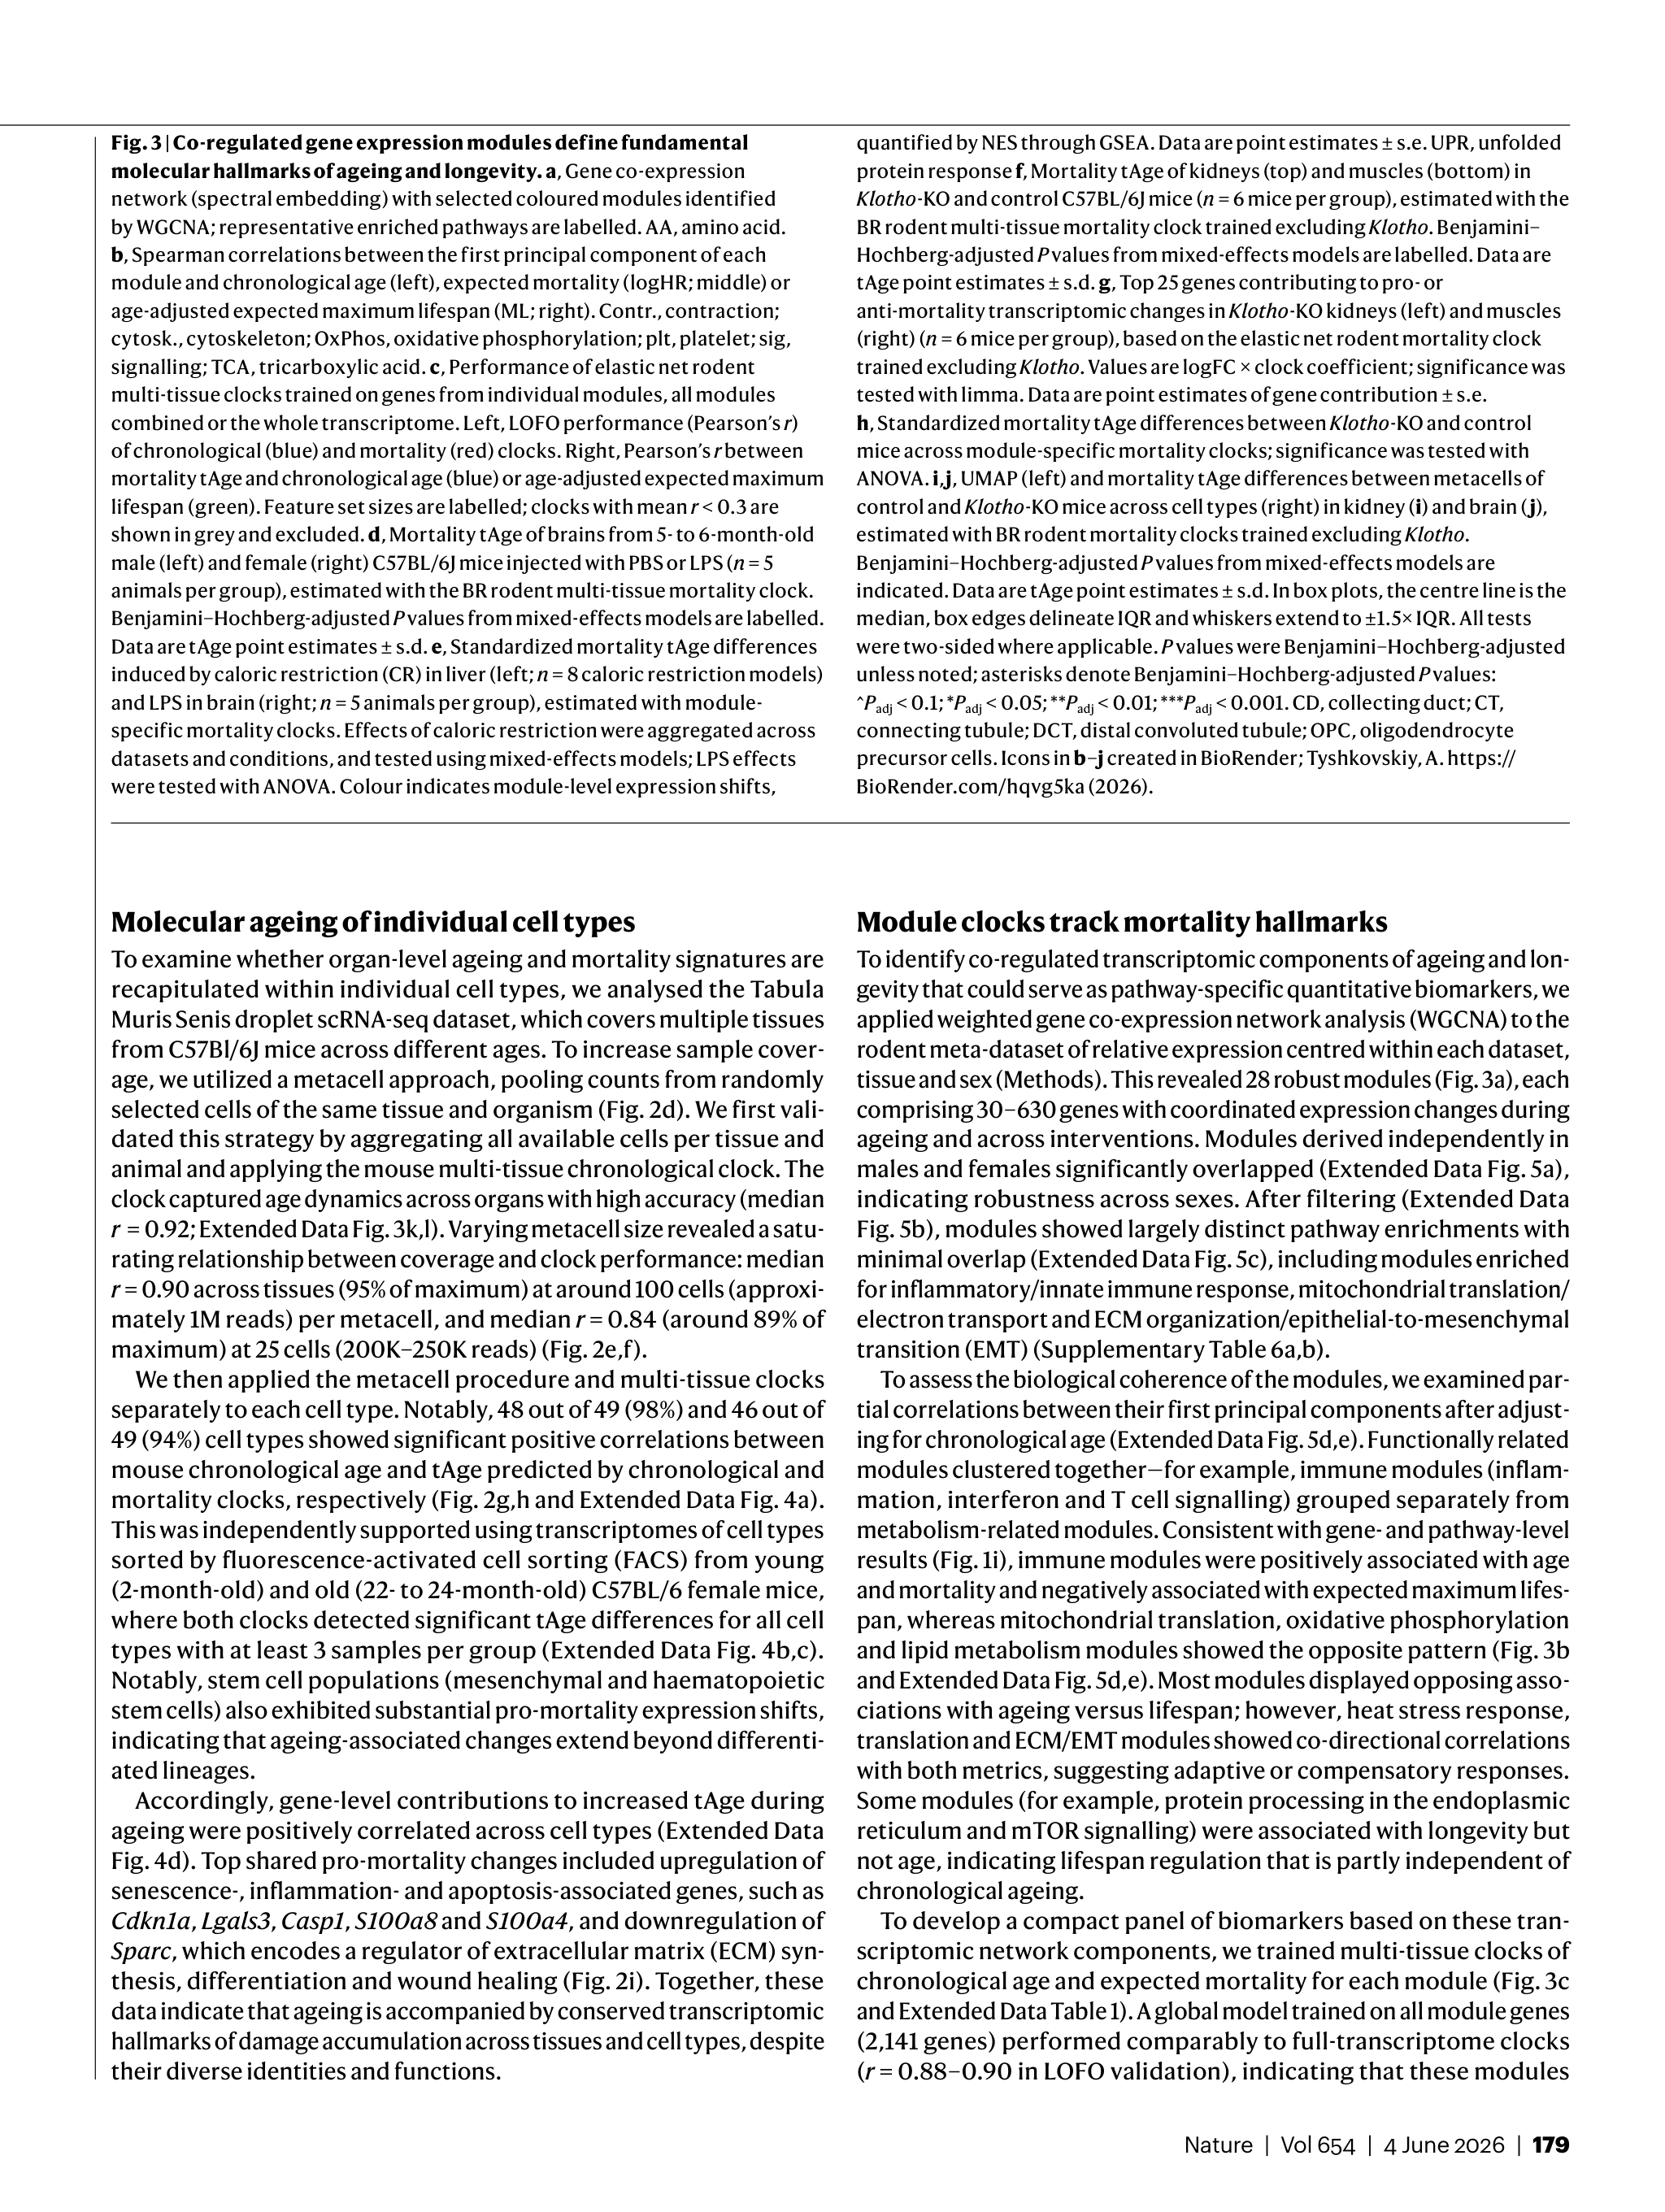 Fig. 3 | Co-regulated gene expression modules define fundamental
molecular hallmarks of ageing and longevity. a, Gene co-expression
network (spectral embedding) with selected coloured modules identified
by WGCNA; representative enriched pathways are labelled. AA, amino acid.
b, Spearman correlations between the first principal component of each
module and chronological age (left), expected mortality (logHR; middle) or
age-adjusted expected maximum lifespan (ML; right). Contr., contraction;
cytosk., cytoskeleton; OxPhos, oxidative phosphorylation; plt, platelet; sig,
signalling; TCA, tricarboxylic acid. c, Performance of elastic net rodent
multi-tissue clocks trained on genes from individual modules, all modules
combined or the whole transcriptome. Left, LOFO performance (Pearson's r)
of chronological (blue) and mortality (red) clocks. Right, Pearson's r between
mortality tAge and chronological age (blue) or age-adjusted expected maximum
lifespan (green). Feature set sizes are labelled; clocks with mean r < 0.3 are
shown in grey and excluded. d, Mortality tAge of brains from 5- to 6-month-old
male (left) and female (right) C57BL/6J mice injected with PBS or LPS (n = 5
animals per group), estimated with the BR rodent multi-tissue mortality clock.
Benjamini–Hochberg-adjusted P values from mixed-effects models are labelled.
Data are tAge point estimates ± s.d. e, Standardized mortality tAge differences
induced by caloric restriction (CR) in liver (left; n = 8 caloric restriction models)
and LPS in brain (right; n = 5 animals per group), estimated with module-
specific mortality clocks. Effects of caloric restriction were aggregated across
datasets and conditions, and tested using mixed-effects models; LPS effects
were tested with ANOVA. Colour indicates module-level expression shifts,
quantified by NES through GSEA. Data are point estimates ± s.e. UPR, unfolded
protein response f, Mortality tAge of kidneys (top) and muscles (bottom) in
Klotho-KO and control C57BL/6J mice (n = 6 mice per group), estimated with the
BR rodent multi-tissue mortality clock trained excluding Klotho. Benjamini–
Hochberg-adjusted P values from mixed-effects models are labelled. Data are
tAge point estimates ± s.d. g, Top 25 genes contributing to pro- or
anti-mortality transcriptomic changes in Klotho-KO kidneys (left) and muscles
(right) (n = 6 mice per group), based on the elastic net rodent mortality clock
trained excluding Klotho. Values are logFC × clock coefficient; significance was
tested with limma. Data are point estimates of gene contribution ± s.e.
h, Standardized mortality tAge differences between Klotho-KO and control
mice across module-specific mortality clocks; significance was tested with
ANOVA. i,j, UMAP (left) and mortality tAge differences between metacells of
control and Klotho-KO mice across cell types (right) in kidney (i) and brain (j),
estimated with BR rodent mortality clocks trained excluding Klotho.
Benjamini–Hochberg-adjusted P values from mixed-effects models are
indicated. Data are tAge point estimates ± s.d. In box plots, the centre line is the
median, box edges delineate IQR and whiskers extend to ±1.5× IQR. All tests
were two-sided where applicable. P values were Benjamini–Hochberg-adjusted
unless noted; asterisks denote Benjamini–Hochberg-adjusted P values:
^Padj < 0.1; *Padj < 0.05; **Padj < 0.01; ***Padj < 0.001. CD, collecting duct; CT,
connecting tubule; DCT, distal convoluted tubule; OPC, oligodendrocyte
precursor cells. Icons in b–j created in BioRender; Tyshkovskiy, A. https://
BioRender.com/hqvg5ka (2026).
Molecular ageing of individual cell types
To examine whether organ-level ageing and mortality signatures are
recapitulated within individual cell types, we analysed the Tabula
Muris Senis droplet scRNA-seq dataset, which covers multiple tissues
from C57Bl/6J mice across different ages. To increase sample cover-
age, we utilized a metacell approach, pooling counts from randomly
selected cells of the same tissue and organism (Fig. 2d). We first vali-
dated this strategy by aggregating all available cells per tissue and
animal and applying the mouse multi-tissue chronological clock. The
clock captured age dynamics across organs with high accuracy (median
r = 0.92; Extended Data Fig. 3k,l). Varying metacell size revealed a satu-
rating relationship between coverage and clock performance: median
r = 0.90 across tissues (95% of maximum) at around 100 cells (approxi-
mately 1M reads) per metacell, and median r = 0.84 (around 89% of
maximum) at 25 cells (200K–250K reads) (Fig. 2e,f).
We then applied the metacell procedure and multi-tissue clocks
separately to each cell type. Notably, 48 out of 49 (98%) and 46 out of
49 (94%) cell types showed significant positive correlations between
mouse chronological age and tAge predicted by chronological and
mortality clocks, respectively (Fig. 2g,h and Extended Data Fig. 4a).
This was independently supported using transcriptomes of cell types
sorted by fluorescence-activated cell sorting (FACS) from young
(2-month-old) and old (22- to 24-month-old) C57BL/6 female mice,
where both clocks detected significant tAge differences for all cell
types with at least 3 samples per group (Extended Data Fig. 4b,c).
Notably, stem cell populations (mesenchymal and haematopoietic
stem cells) also exhibited substantial pro-mortality expression shifts,
indicating that ageing-associated changes extend beyond differenti-
ated lineages.
Accordingly, gene-level contributions to increased tAge during
ageing were positively correlated across cell types (Extended Data
Fig. 4d). Top shared pro-mortality changes included upregulation of
senescence-, inflammation- and apoptosis-associated genes, such as
Cdkn1a, Lgals3, Casp1, S100a8 and S100a4, and downregulation of
Sparc, which encodes a regulator of extracellular matrix (ECM) syn-
thesis, differentiation and wound healing (Fig. 2i). Together, these
data indicate that ageing is accompanied by conserved transcriptomic
hallmarks of damage accumulation across tissues and cell types, despite
their diverse identities and functions.
Module clocks track mortality hallmarks
To identify co-regulated transcriptomic components of ageing and lon-
gevity that could serve as pathway-specific quantitative biomarkers, we
applied weighted gene co-expression network analysis (WGCNA) to the
rodent meta-dataset of relative expression centred within each dataset,
tissue and sex (Methods). This revealed 28 robust modules (Fig. 3a), each
comprising 30–630 genes with coordinated expression changes during
ageing and across interventions. Modules derived independently in
males and females significantly overlapped (Extended Data Fig. 5a),
indicating robustness across sexes. After filtering (Extended Data
Fig. 5b), modules showed largely distinct pathway enrichments with
minimal overlap (Extended Data Fig. 5c), including modules enriched
for inflammatory/innate immune response, mitochondrial translation/
electron transport and ECM organization/epithelial-to-mesenchymal
transition (EMT) (Supplementary Table 6a,b).
To assess the biological coherence of the modules, we examined par-
tial correlations between their first principal components after adjust-
ing for chronological age (Extended Data Fig. 5d,e). Functionally related
modules clustered together—for example, immune modules (inflam-
mation, interferon and T cell signalling) grouped separately from
metabolism-related modules. Consistent with gene- and pathway-level
results (Fig. 1i), immune modules were positively associated with age
and mortality and negatively associated with expected maximum lifes-
pan, whereas mitochondrial translation, oxidative phosphorylation
and lipid metabolism modules showed the opposite pattern (Fig. 3b
and Extended Data Fig. 5d,e). Most modules displayed opposing asso-
ciations with ageing versus lifespan; however, heat stress response,
translation and ECM/EMT modules showed co-directional correlations
with both metrics, suggesting adaptive or compensatory responses.
Some modules (for example, protein processing in the endoplasmic
reticulum and mTOR signalling) were associated with longevity but
not age, indicating lifespan regulation that is partly independent of
chronological ageing.
To develop a compact panel of biomarkers based on these tran-
scriptomic network components, we trained multi-tissue clocks of
chronological age and expected mortality for each module (Fig. 3c
and Extended Data Table 1). A global model trained on all module genes
(2,141 genes) performed comparably to full-transcriptome clocks
(r = 0.88–0.90 in LOFO validation), indicating that these modules
Nature | Vol 654 | 4 June 2026 | 179